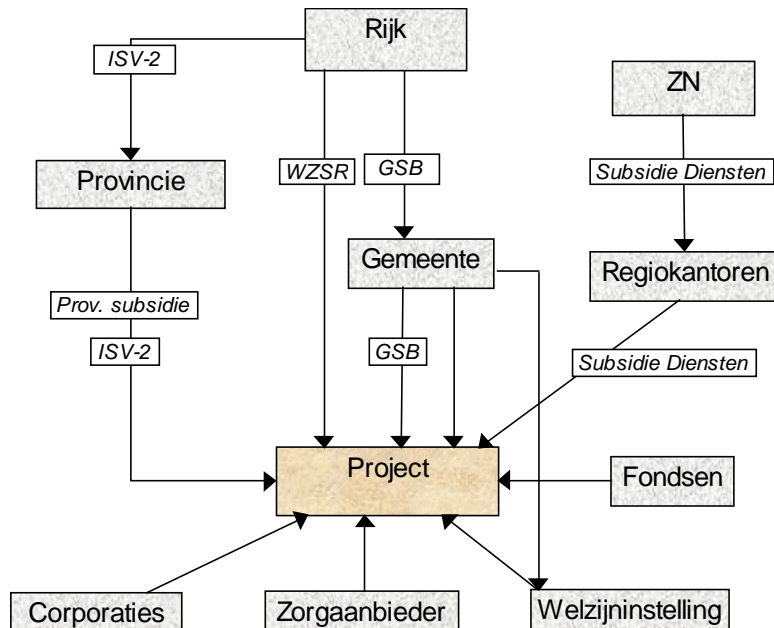 Rijk
ISV-2
ZN
Provincie
WZSR
GSB
Subsidie Diensten
Gemeente
Regiokantoren
Prov. subsidie
ISV-2
GSB
Subsidie Diensten
Project
Fondsen
Corporaties
Zorgaanbieder
Welzijninstelling